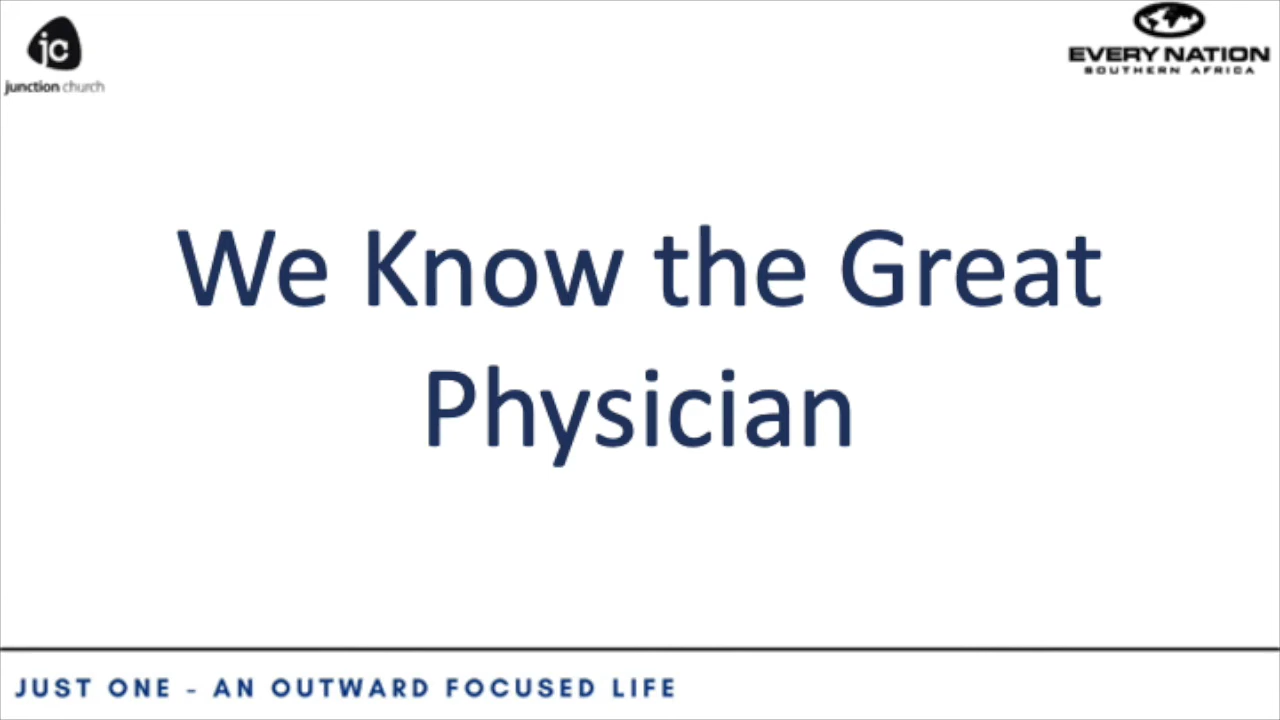 jc
junction church
EVERY NATION
SOUTHERN AFRICA
We Know the Great
Physician
JUST ONE - AN OUTWARD FOCUSED LIFE